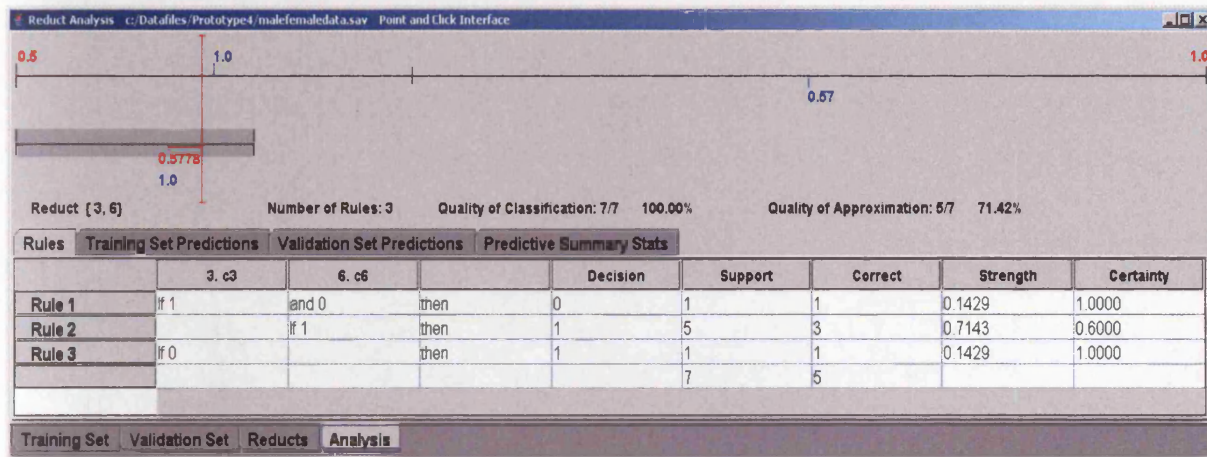 Reduct Analysis c:/Datafiles/Prototype4/malefemaledata.sav Point and Click Interface
0.5 1.0 1.0
0.57
0.5778
1.0
Reduct {3, 6} Number of Rules: 3 Quality of Classification: 7/7 100.00% Quality of Approximation: 5/7 71.42%
Rules Training Set Predictions Validation Set Predictions Predictive Summary Stats
3. c3 6. c6 Decision Support Correct Strength Certainty
Rule 1 If 1 and 0 then 0 1 1 0.1429 1.0000
Rule 2 If 1 then 1 5 3 0.7143 0.6000
Rule 3 If 0 then 1 1 1 0.1429 1.0000
7 5
Training Set Validation Set Reducts Analysis